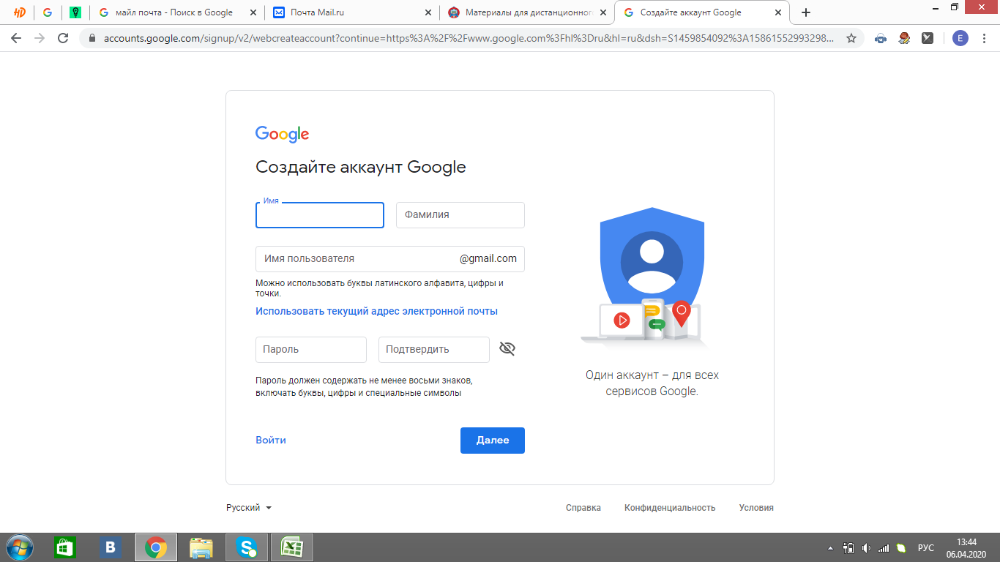 HD
майл почта - Поиск в Google
Почта Mail.ru
Материалы для дистанционного
Создайте аккаунт Google
accounts.google.com/signup/v2/webcreateaccount?continue=https%3A%2F%2Fwww.google.com%3Fhl%3Dru&hl=ru&dsh=S1459854092%3A15861552993298...
E
Google
Создайте аккаунт Google
Имя
Фамилия
Имя пользователя
@gmail.com
Можно использовать буквы латинского алфавита, цифры и
точки.
Использовать текущий адрес электронной почты
Пароль
Подтвердить
Пароль должен содержать не менее восьми знаков,
включать буквы, цифры и специальные символы
Войти
Далее
Один аккаунт – для всех
сервисов Google.
Русский
Справка
Конфиденциальность
Условия
РУС
13:44
06.04.2020